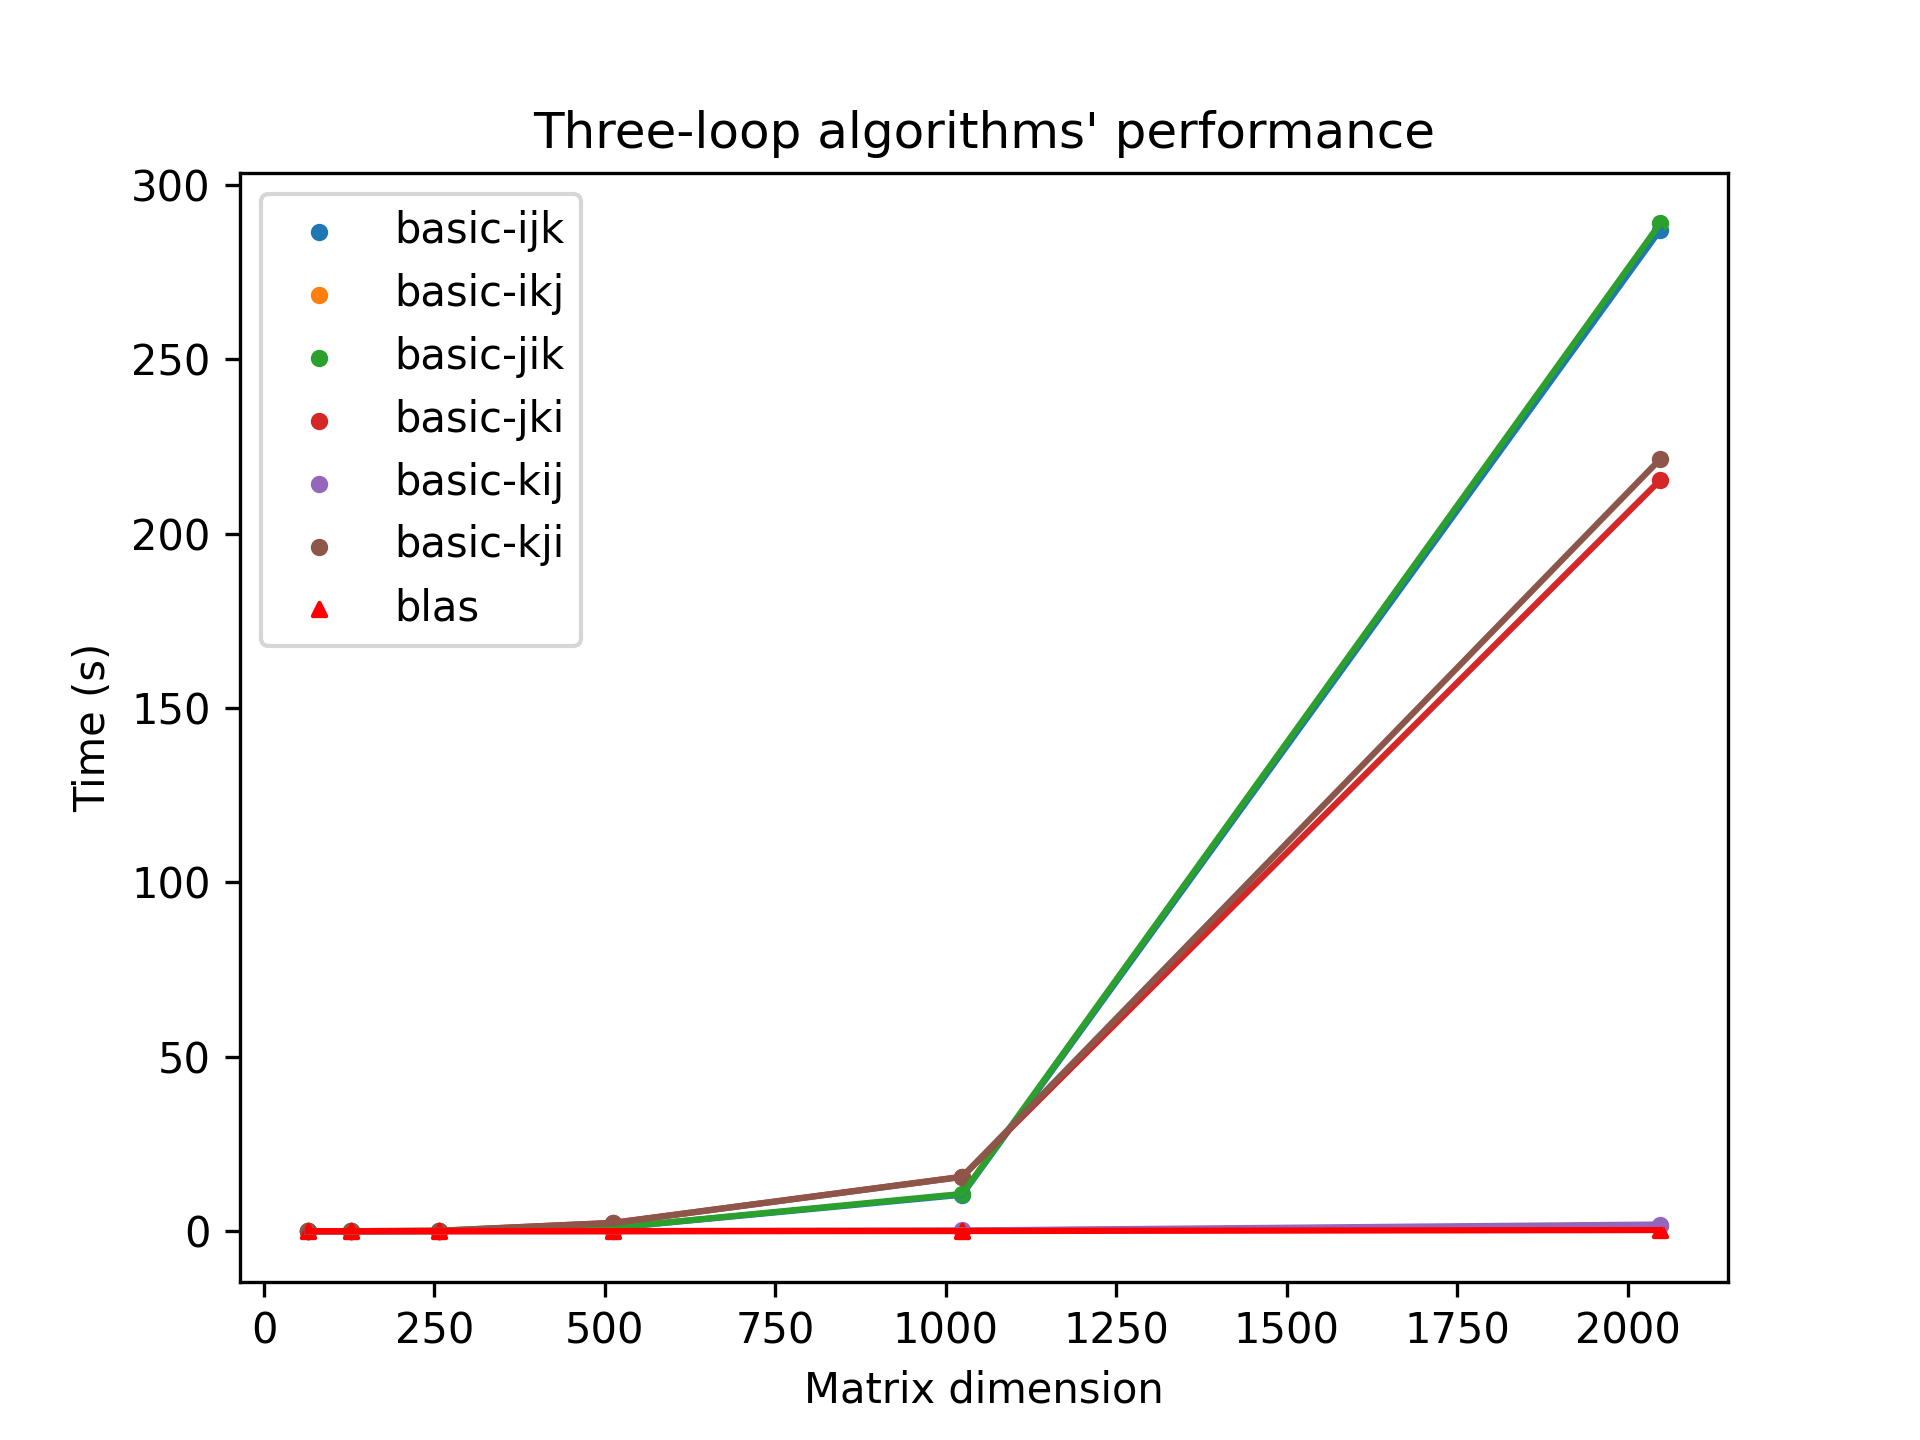 Three-loop algorithms' performance
300
250
200
150
100
50
0
Time (s)
basic-ijk
basic-ikj
basic-jik
basic-jki
basic-kij
basic-kji
blas
0 250 500 750 1000 1250 1500 1750 2000
Matrix dimension